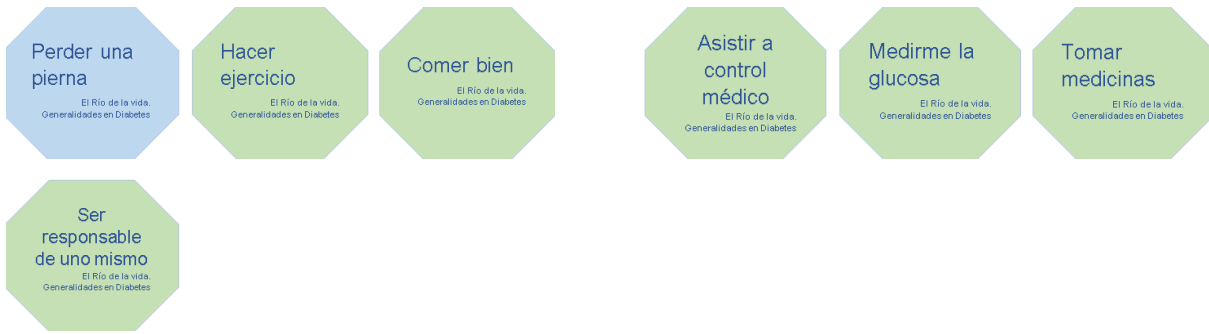 Perder una
pierna
El Río de la vida.
Generalidades en Diabetes
Hacer
ejercicio
El Río de la vida.
Generalidades en Diabetes
Comer bien
El Río de la vida.
Generalidades en Diabetes
Asistir a
control
médico
El Río de la vida.
Generalidades en Diabetes
Medirme la
glucosa
El Río de la vida.
Generalidades en Diabetes
Tomar
medicinas
El Río de la vida.
Generalidades en Diabetes
Ser
responsable
de uno mismo
El Río de la vida.
Generalidades en Diabetes